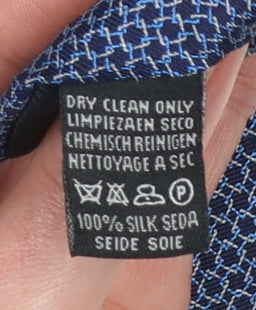 DRY CLEAN ONLY
LIMPIEZAEN SECO
CHEMISCH REINIGEN
NETTOYAGE A SEC
P
100% SILK SEDA
SEIDE SOIE